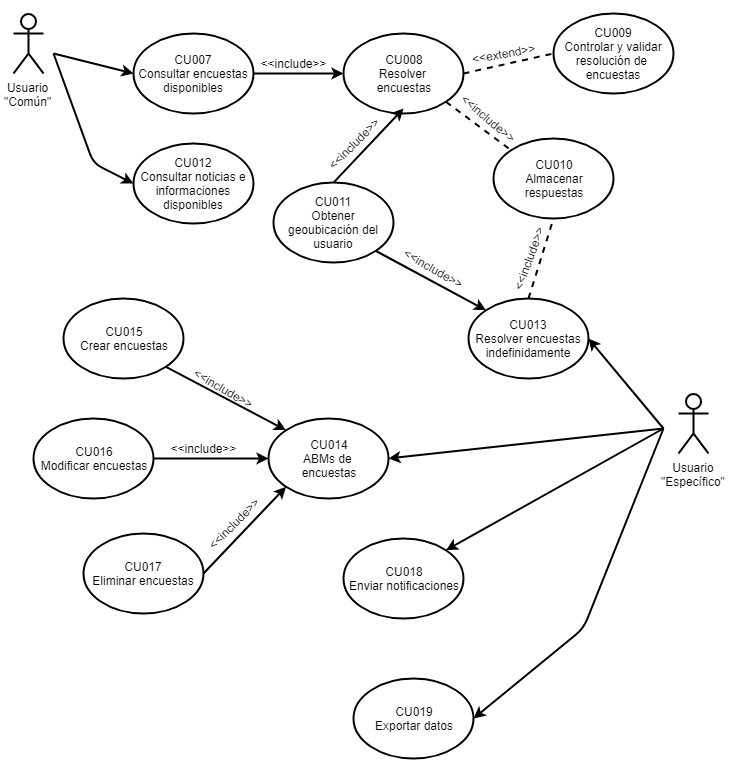 Usuario
"Común"
CU007
Consultar encuestas
disponibles
<<include>>
CU008
Resolver
encuestas
<<extend>>
CU009
Controlar y validar
resolución de
encuestas
CU012
Consultar noticias e
informaciones
disponibles
<<include>>
<<include>>
CU010
Almacenar
respuestas
CU011
Obtener
geoubicación del
usuario
<<include>>
<<include>>
CU013
Resolver encuestas
indefinidamente
CU015
Crear encuestas
<<include>>
CU016
Modificar encuestas
<<include>>
CU014
ABMs de
encuestas
Usuario
"Específico"
<<include>>
CU017
Eliminar encuestas
CU018
Enviar notificaciones
CU019
Exportar datos